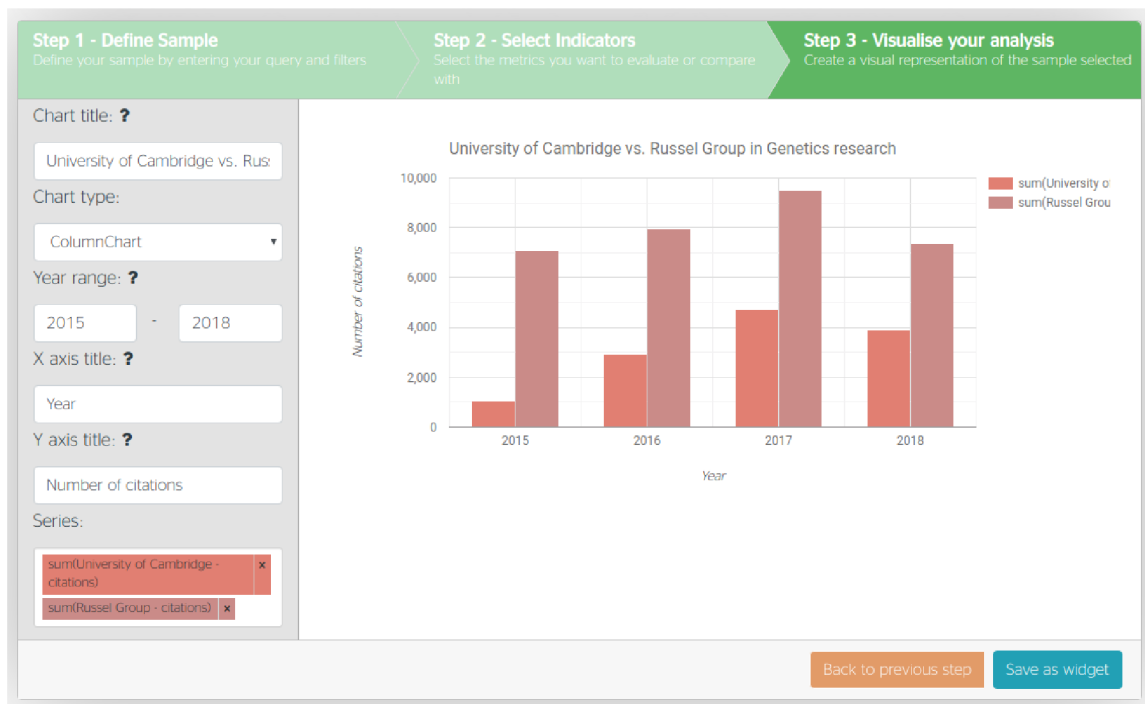 Step 1 - Define Sample
Define your sample by entering your query and filters
Step 2 - Select Indicators
Select the metrics you want to evaluate or compare
with
Step 3 - Visualise your analysis
Create a visual representation of the sample selected
Chart title: ?
University of Cambridge vs. Rus
Chart type:
ColumnChart
Year range: ?
2015 - 2018
X axis title: ?
Year
Y axis title: ?
Number of citations
Series:
sum(University of Cambridge - x
citations)
sum(Russel Group - citations) x
University of Cambridge vs. Russel Group in Genetics research
10,000
8,000
6,000
4,000
2,000
0
Number of citations
2015 2016 2017 2018
Year
sum(University o
sum(Russel Grou
Back to previous step
Save as widget